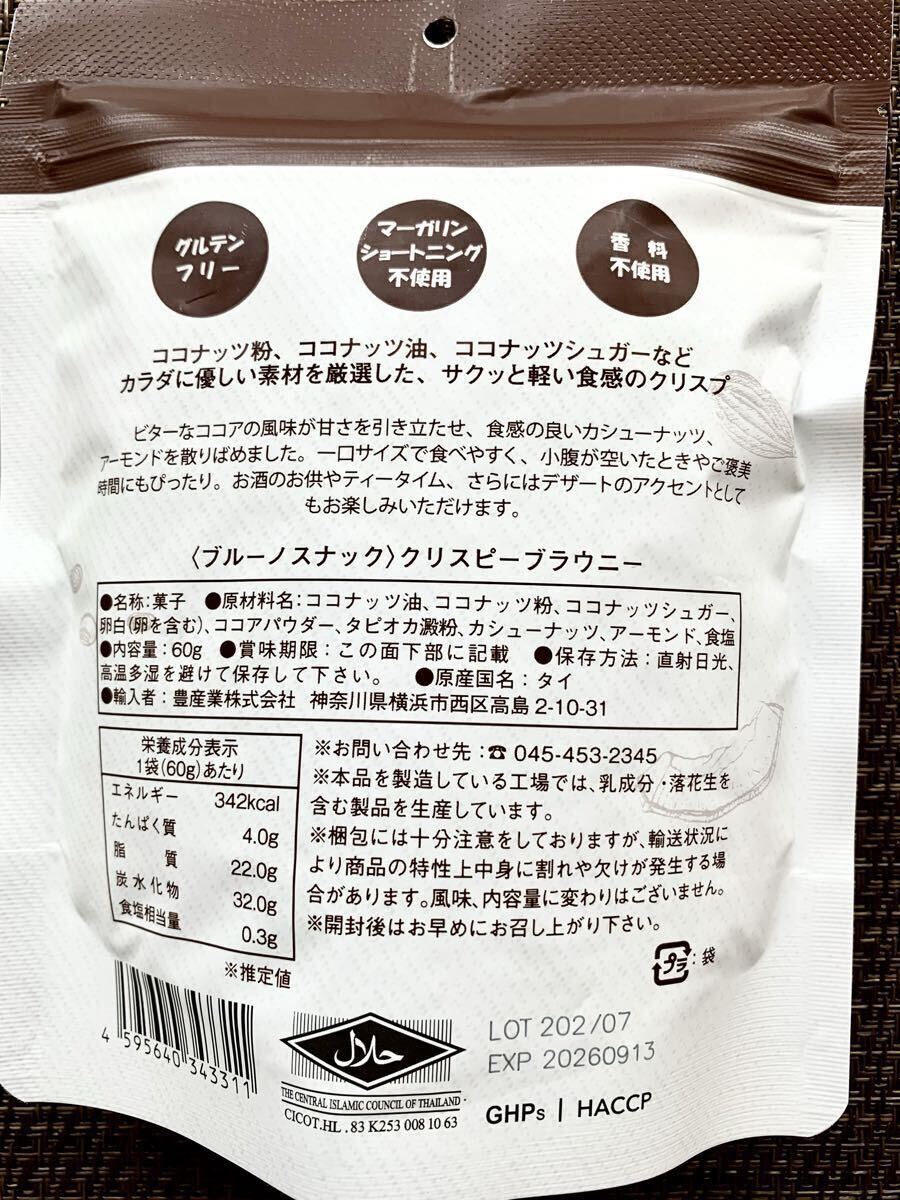 グルテン
フリー
マーガリン
ショートニング
不使用
香料
不使用
ココナッツ粉、ココナッツ油、ココナッツシュガーなど
カラダに優しい素材を厳選した、サクッと軽い食感のクリスプ
ビターなココアの風味が甘さを引き立たせ、食感の良いカシューナッツ、
アーモンドを散りばめました。一口サイズで食べやすく、小腹が空いたときやご褒美
時間にもぴったり。お酒のお供やティータイム、さらにはデザートのアクセントとして
もお楽しみいただけます。
〈ブルーノスナック〉クリスピーブラウニー
●名称:菓子 ●原材料名:ココナッツ油、ココナッツ粉、ココナッツシュガー、
卵白(卵を含む)、ココアパウダー、タピオカ澱粉、カシューナッツ、アーモンド、食塩
●内容量:60g ●賞味期限:この面下部に記載 ●保存方法:直射日光、
高温多湿を避けて保存して下さい。 ●原産国名:タイ
●輸入者:豊産業株式会社 神奈川県横浜市西区高島2-10-31
栄養成分表示
1袋(60g)あたり
エネルギー 342kcal
たんぱく質 4.0g
脂質 22.0g
炭水化物 32.0g
食塩相当量 0.3g
※推定値
※お問い合わせ先:☎ 045-453-2345
※本品を製造している工場では、乳成分・落花生を
含む製品を生産しています。
※梱包には十分注意をしておりますが、輸送状況に
より商品の特性上中身に割れや欠けが発生する場
合があります。風味、内容量に変わりはございません。
※開封後はお早めにお召し上がり下さい。
プラ:袋
4 595640 343311
حلال
THE CENTRAL ISLAMIC COUNCIL OF THAILAND.
CICOT.HL.83 K253 008 10 63
LOT 202/07
EXP 20260913
GHPs | HACCP